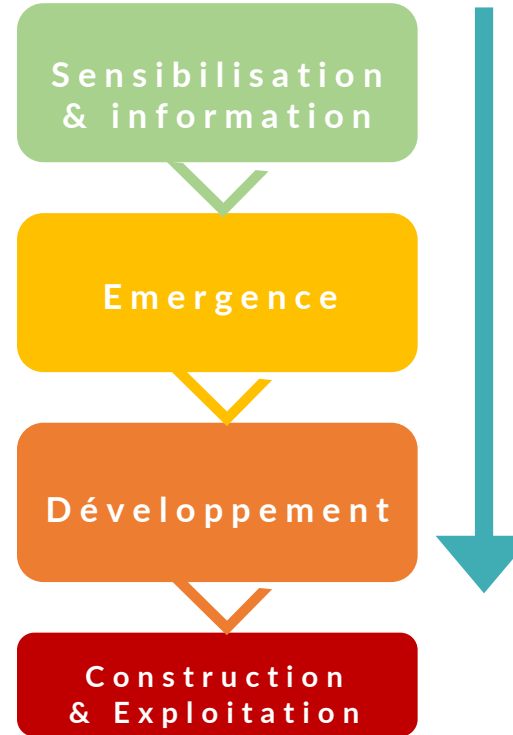 Sensibilisation
& information
Emergence
Développement
Construction
& Exploitation